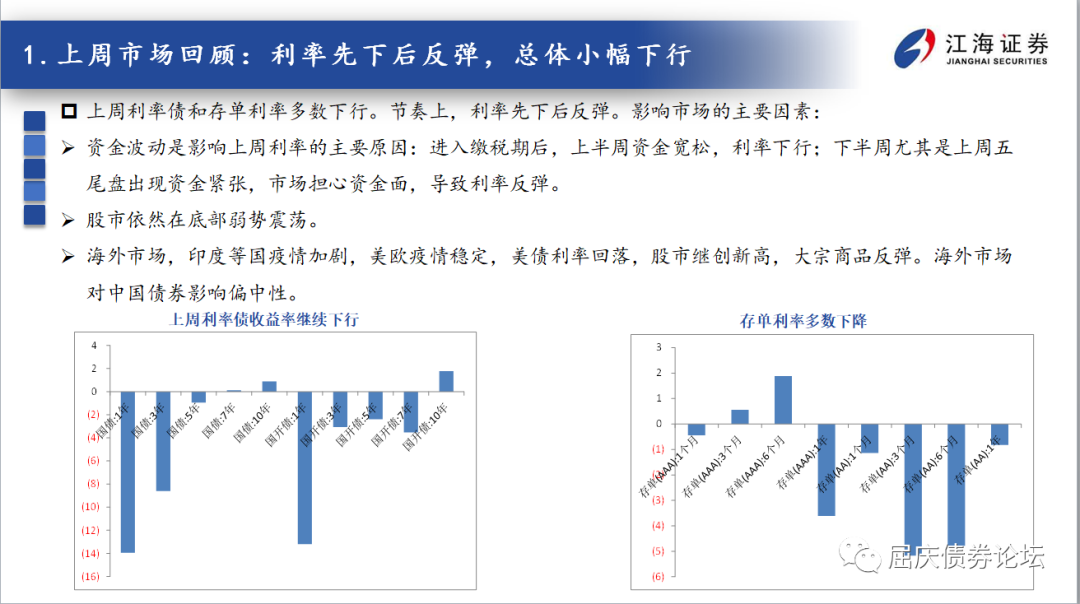 1.上周市场回顾：利率先下后反弹，总体小幅下行
江海证券
JIANGHAI SECURITIES
上周利率债和存单利率多数下行。节奏上，利率先下后反弹。影响市场的主要因素：
资金波动是影响上周利率的主要原因：进入缴税期后，上半周资金宽松，利率下行；下半周尤其是上周五
尾盘出现资金紧张，市场担心资金面，导致利率反弹。
股市依然在底部弱势震荡。
海外市场，印度等国疫情加剧，美欧疫情稳定，美债利率回落，股市继创新高，大宗商品反弹。海外市场
对中国债券影响偏中性。
上周利率债收益率继续下行
4
2
0
(2)
(4)
(6)
(8)
(10)
(12)
(14)
(16)
国债:1年
国债:3年
国债:5年
国债:7年
国债:10年
国开债:1年
国开债:3年
国开债:5年
国开债:7年
国开债:10年
存单利率多数下降
3
2
1
0
(1)
(2)
(3)
(4)
(5)
(6)
存单(AAA):1个月
存单(AAA):3个月
存单(AAA):6个月
存单(AAA):1年
存单(AA):1个月
存单(AA):3个月
存单(AA):6个月
存单(AA):1年
屈庆债券论坛